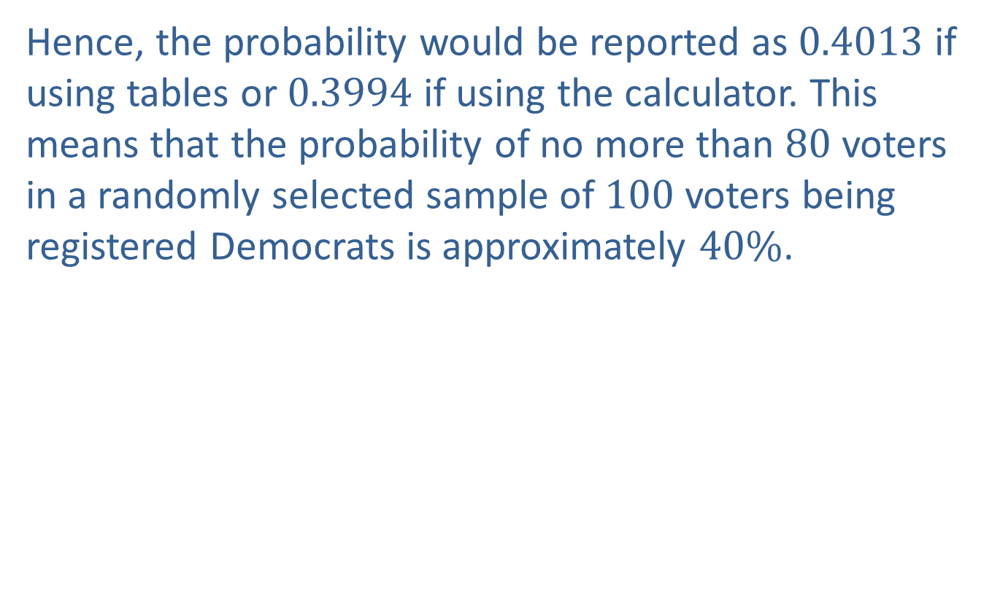 Hence, the probability would be reported as 0.4013 if
using tables or 0.3994 if using the calculator. This
means that the probability of no more than 80 voters
in a randomly selected sample of 100 voters being
registered Democrats is approximately 40%.